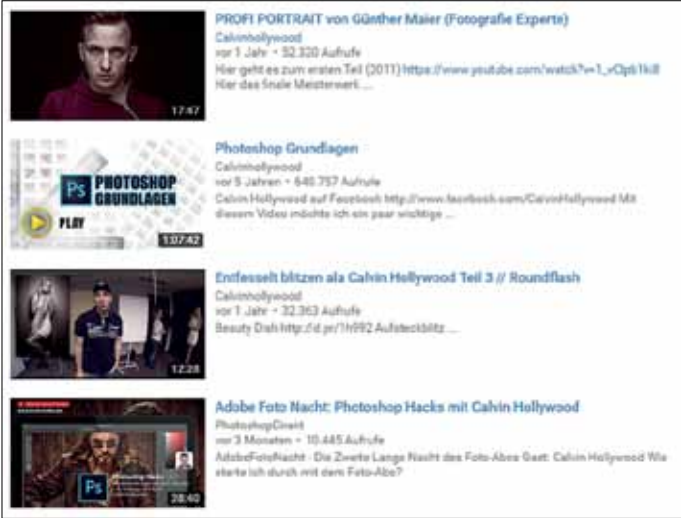 PROFI PORTRAIT von Günther Maier (Fotografie Experte)
Calvinhollywood
vor 1 Jahr • 52.320 Aufrufe
Hier geht es zum ersten Teil (2011) https://www.youtube.com/watch?v=
Hier das finale Meisterwerk ...
17:47
Photoshop Grundlagen
Calvinhollywood
vor 5 Jahren • 640.757 Aufrufe
Calvin Hollywood auf Facebook http://www.facebook.com/CalvinHollywood Mit
diesem Video möchte ich ein paar wichtige ...
Ps PHOTOSHOP
GRUNDLAGEN
PLAY
1:07:42
Entfesselt blitzen ala Calvin Hollywood Teil 3 // Roundflash
Calvinhollywood
vor 1 Jahr • 32.363 Aufrufe
Beauty Dish http://d.pr/1h992 Aufsteckblitz ...
12:28
Adobe Foto Nacht: Photoshop Hacks mit Calvin Hollywood
PhotoshopDirekt
vor 3 Monaten • 10.445 Aufrufe
AdobeFotoNacht - Die Zweite Lange Nacht des Foto-Abos Gast: Calvin Hollywood Wie
starte ich durch mit dem Foto-Abo?
Ps Photoshop Hacks
38:40